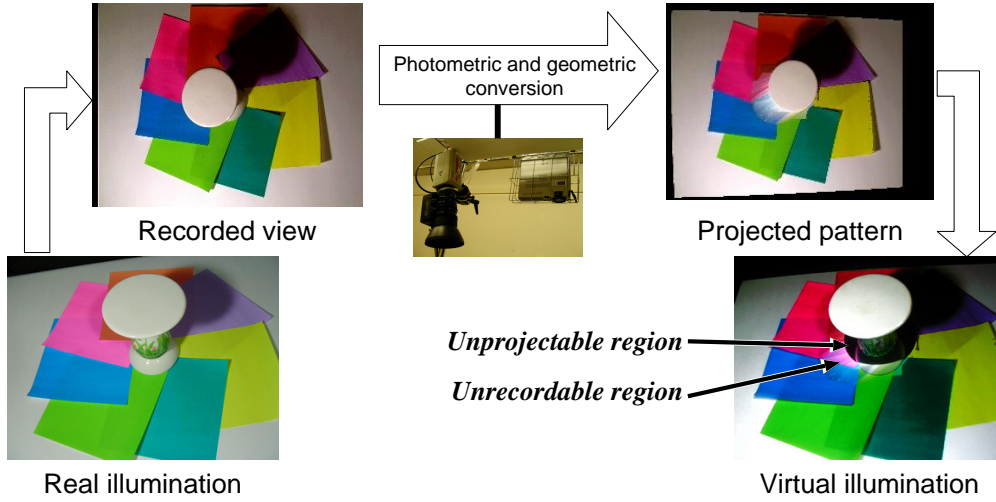 Photometric and geometric
conversion
Recorded view
Projected pattern
Unprojectable region
Unrecordable region
Real illumination
Virtual illumination